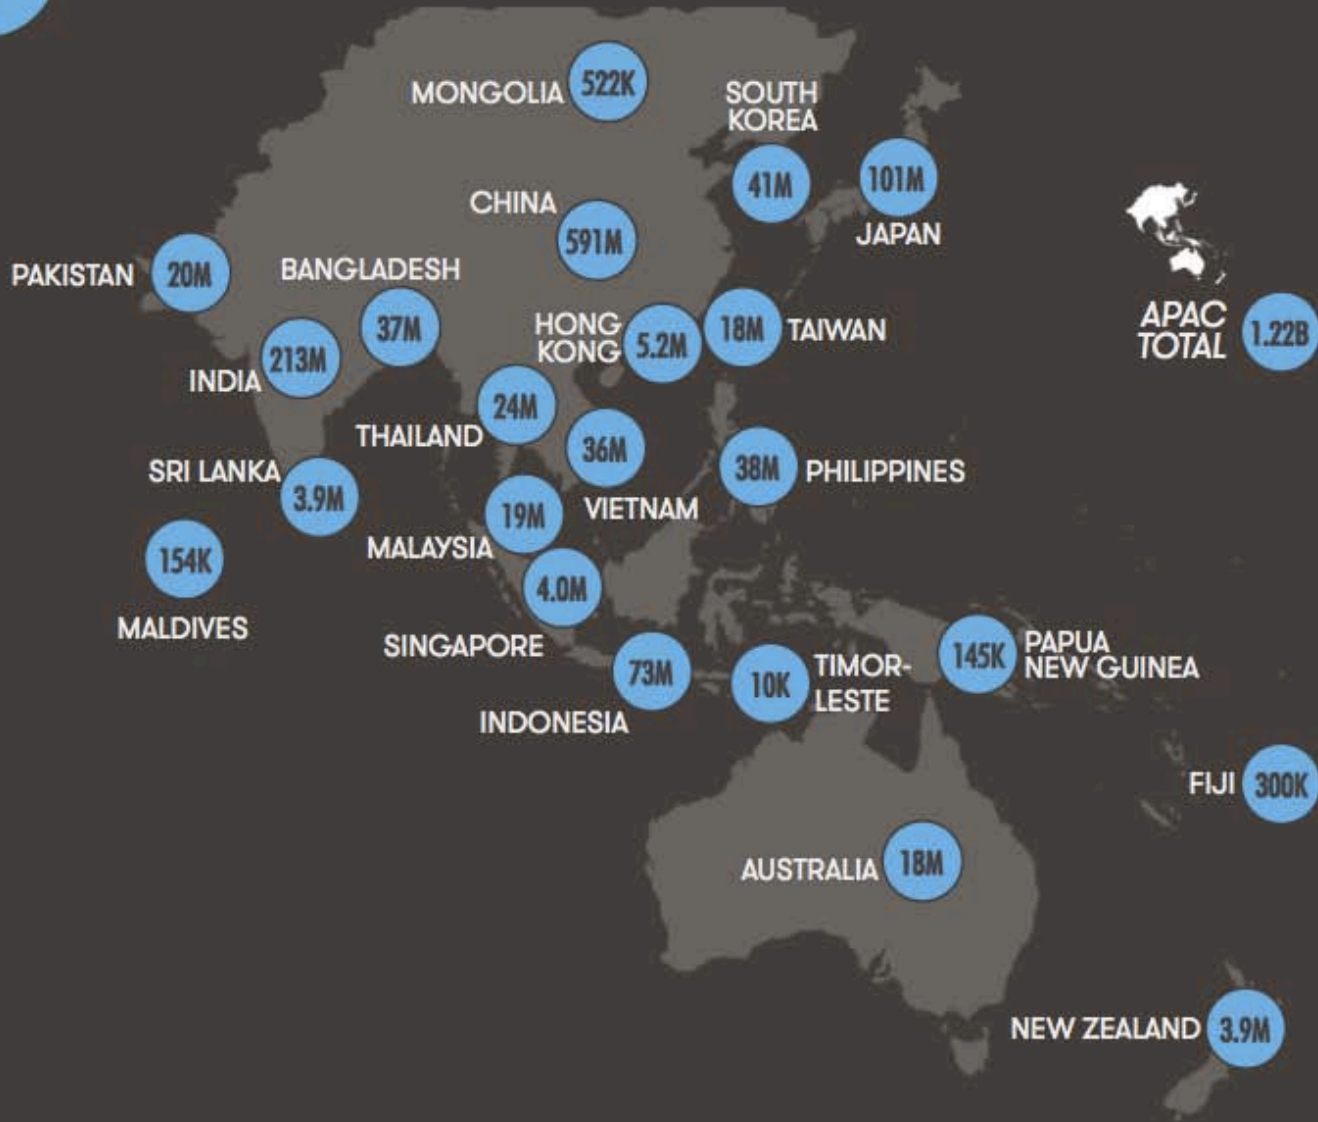 MONGOLIA
522K
SOUTH
KOREA
41M
101M
JAPAN
CHINA
591M
PAKISTAN
20M
BANGLADESH
37M
HONG
KONG
5.2M
18M
TAIWAN
APAC
TOTAL
1.22B
213M
INDIA
24M
THAILAND
36M
VIETNAM
38M
PHILIPPINES
SRI LANKA
3.9M
19M
MALAYSIA
154K
MALDIVES
4.0M
SINGAPORE
73M
INDONESIA
10K
TIMOR-
LESTE
145K
PAPUA
NEW GUINEA
FIJI
300K
AUSTRALIA
18M
NEW ZEALAND
3.9M